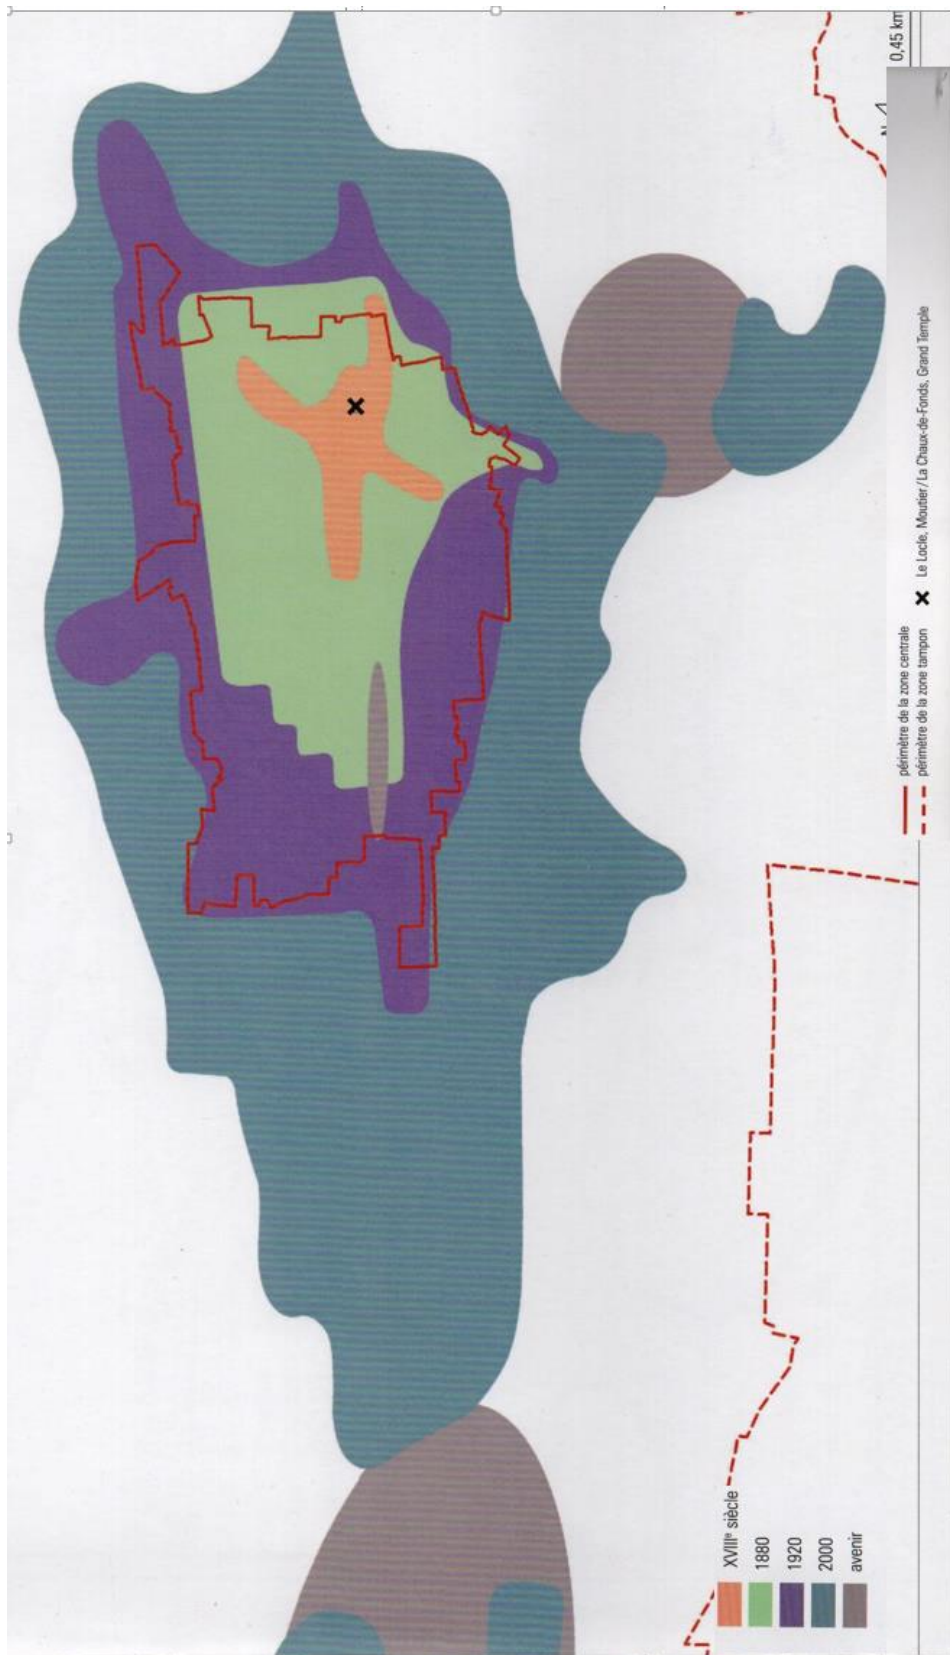 XVIIIᵉ siècle
1880
1920
2000
avenir
périmètre de la zone centrale
périmètre de la zone tampon
Le Locle, Moutier / La Chaux-de-Fonds, Grand Temple
0,45 km